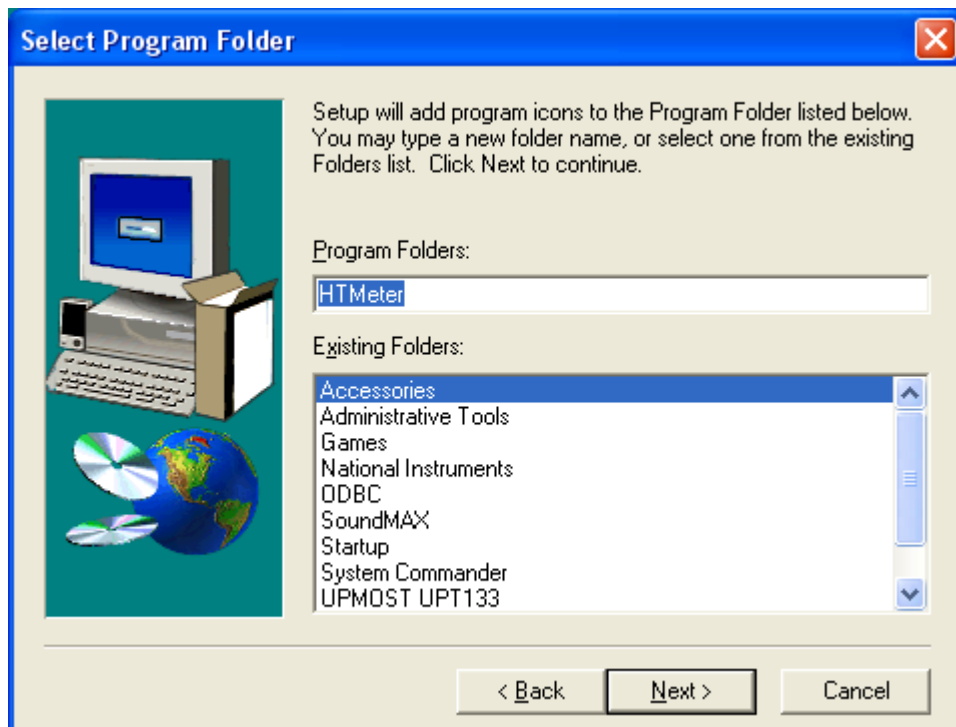 Select Program Folder
Setup will add program icons to the Program Folder listed below.
You may type a new folder name, or select one from the existing
Folders list.  Click Next to continue.
Program Folders:
HTMeter
Existing Folders:
Accessories
Administrative Tools
Games
National Instruments
ODBC
SoundMAX
Startup
System Commander
UPMOST UPT133
< Back
Next >
Cancel